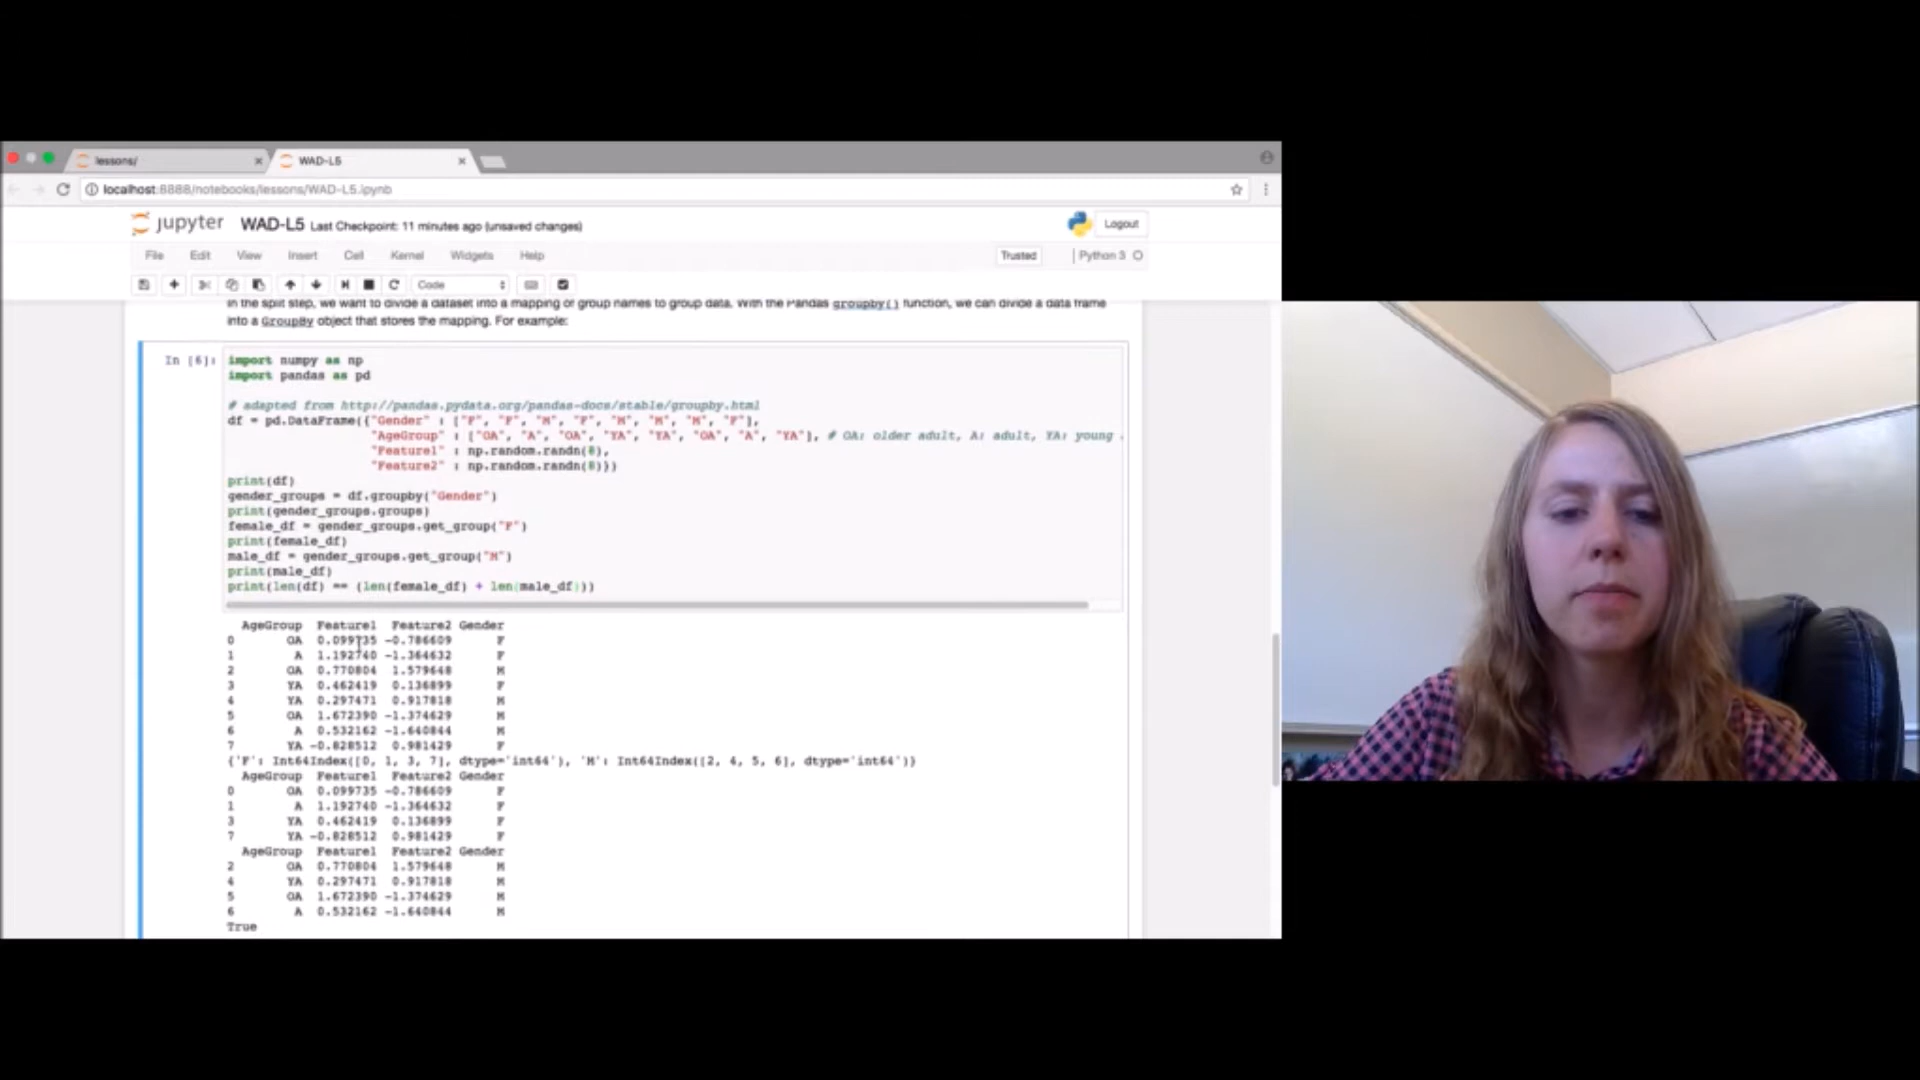 lessons/
WAD-L5
localhost:8888/notebooks/lessons/WAD-L5.ipynb
jupyter WAD-L5 Last Checkpoint: 11 minutes ago (unsaved changes)
Logout
File Edit View Insert Cell Kernel Widgets Help
Trusted | Python 3
Code
In the split step, we want to divide a dataset into a mapping of group names to group data. With the Pandas groupby() function, we can divide a data frame
into a GroupBy object that stores the mapping. For example:
In [6]: import numpy as np
import pandas as pd
# adapted from http://pandas.pydata.org/pandas-docs/stable/groupby.html
df = pd.DataFrame({"Gender" : ["F", "F", "M", "F", "M", "M", "M", "F"],
"AgeGroup" : ["OA", "A", "OA", "YA", "YA", "OA", "A", "YA"], # OA: older adult, A: adult, YA: young
"Feature1" : np.random.randn(8),
"Feature2" : np.random.randn(8)})
print(df)
gender_groups = df.groupby("Gender")
print(gender_groups.groups)
female_df = gender_groups.get_group("F")
print(female_df)
male_df = gender_groups.get_group("M")
print(male_df)
print(len(df) == (len(female_df) + len(male_df)))
AgeGroup Feature1 Feature2 Gender
0 OA 0.099735 -0.786609 F
1 A 1.192740 -1.364632 F
2 OA 0.770804 1.579648 M
3 YA 0.462419 0.136899 F
4 YA 0.297471 0.917818 M
5 OA 1.672390 -1.374629 M
6 A 0.532162 -1.640844 M
7 YA -0.828512 0.981429 F
{'F': Int64Index([0, 1, 3, 7], dtype='int64'), 'M': Int64Index([2, 4, 5, 6], dtype='int64')}
AgeGroup Feature1 Feature2 Gender
0 OA 0.099735 -0.786609 F
1 A 1.192740 -1.364632 F
3 YA 0.462419 0.136899 F
7 YA -0.828512 0.981429 F
AgeGroup Feature1 Feature2 Gender
2 OA 0.770804 1.579648 M
4 YA 0.297471 0.917818 M
5 OA 1.672390 -1.374629 M
6 A 0.532162 -1.640844 M
True